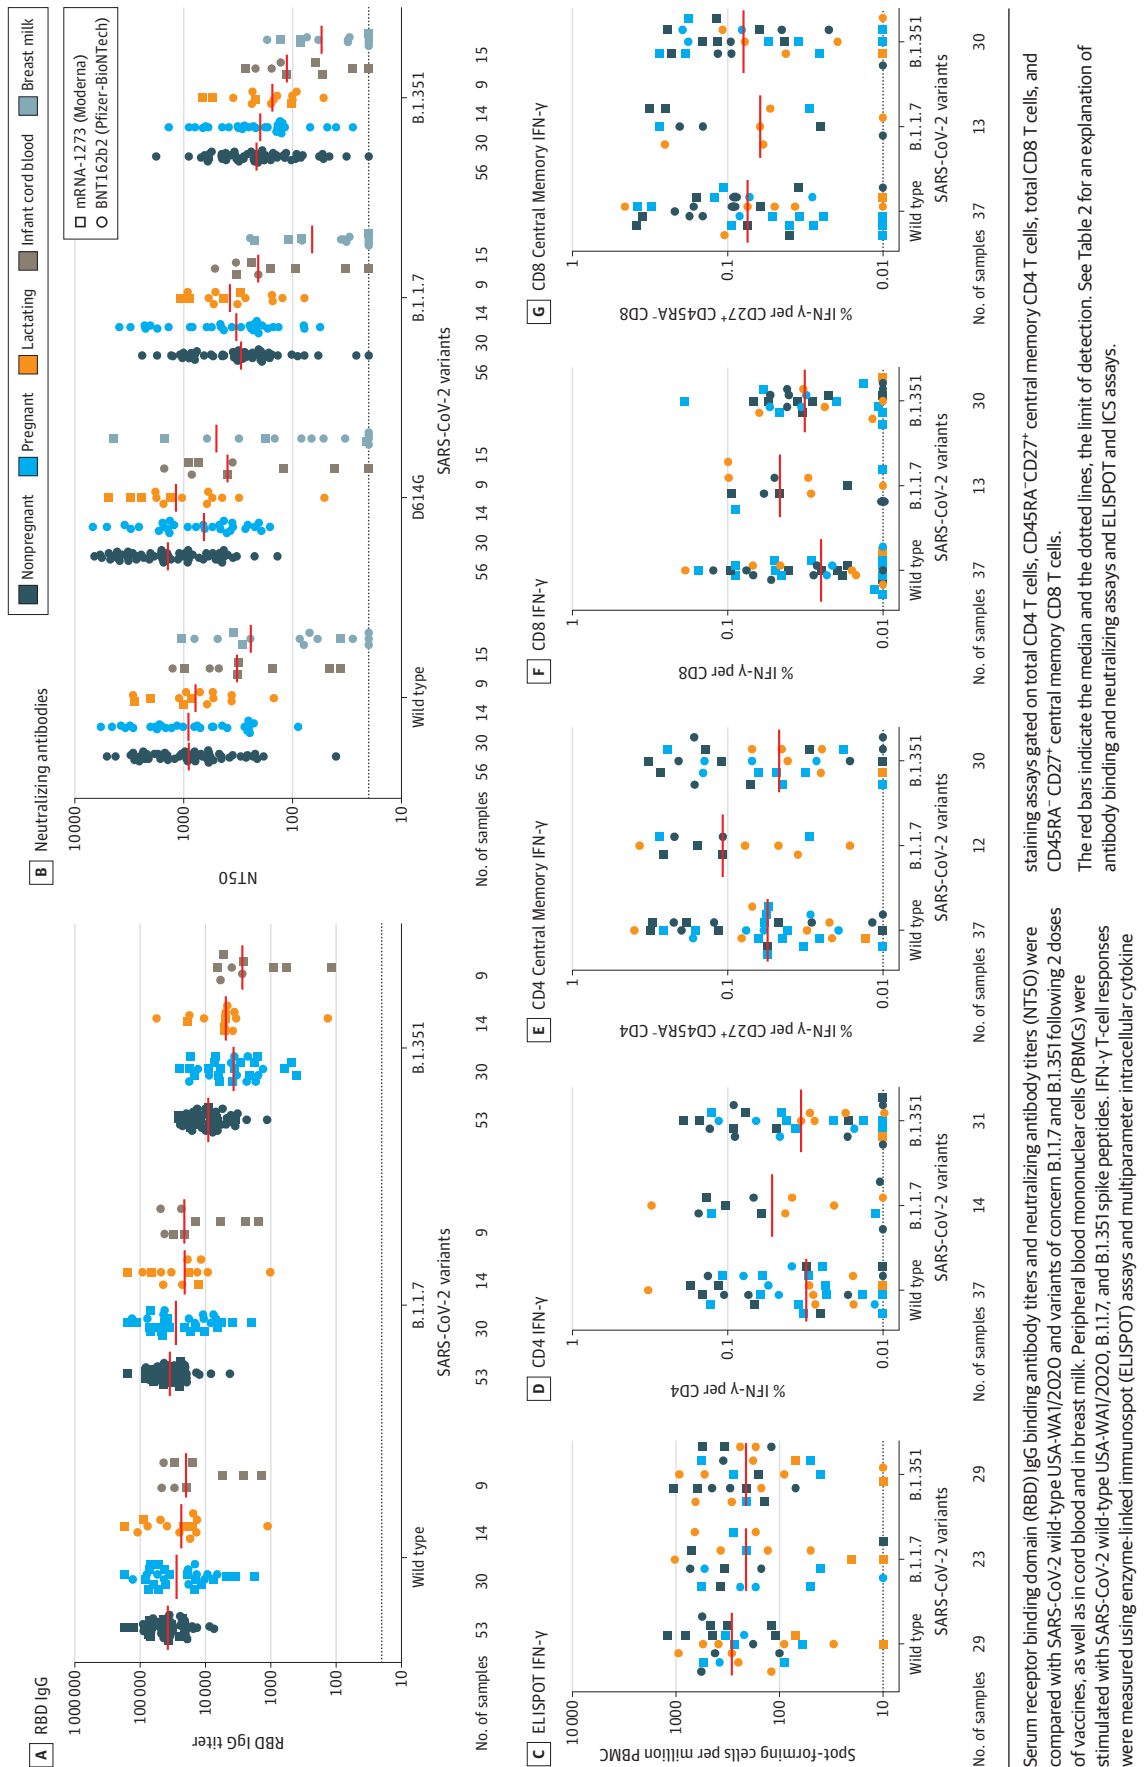 Nonpregnant
Pregnant
Lactating
Infant cord blood
Breast milk
A RBD IgG
RBD IgG titer
1 000 000
100 000
10 000
1000
100
10
Wild type
B.1.1.7
B.1.351
SARS-CoV-2 variants
No. of samples 53 30 14 9 53 30 14 9 53 30 14 9
B Neutralizing antibodies
mRNA-1273 (Moderna)
BNT162b2 (Pfizer-BioNTech)
NT50
10 000
1000
100
10
Wild type
D614G
B.1.1.7
B.1.351
SARS-CoV-2 variants
No. of samples 56 30 14 9 15 56 30 14 9 15 56 30 14 9 15 56 30 14 9 15
C ELISPOT IFN-γ
Spot-forming cells per million PBMC
10 000
1000
100
10
Wild type
B.1.1.7
B.1.351
SARS-CoV-2 variants
No. of samples 29 23 29
D CD4 IFN-γ
% IFN-γ per CD4
1
0.1
0.01
Wild type
B.1.1.7
B.1.351
SARS-CoV-2 variants
No. of samples 37 14 31
E CD4 Central Memory IFN-γ
% IFN-γ per CD27+ CD45RA- CD4
1
0.1
0.01
Wild type
B.1.1.7
B.1.351
SARS-CoV-2 variants
No. of samples 37 12 30
F CD8 IFN-γ
% IFN-γ per CD8
1
0.1
0.01
Wild type
B.1.1.7
B.1.351
SARS-CoV-2 variants
No. of samples 37 13 30
G CD8 Central Memory IFN-γ
% IFN-γ per CD27+ CD45RA- CD8
1
0.1
0.01
Wild type
B.1.1.7
B.1.351
SARS-CoV-2 variants
No. of samples 37 13 30
Serum receptor binding domain (RBD) IgG binding antibody titers and neutralizing antibody titers (NT50) were
compared with SARS-CoV-2 wild-type USA-WA1/2020 and variants of concern B.1.1.7 and B.1.351 following 2 doses
of vaccines, as well as in cord blood and in breast milk. Peripheral blood mononuclear cells (PBMCs) were
stimulated with SARS-CoV-2 wild-type USA-WA1/2020, B.1.1.7, and B.1.351 spike peptides. IFN-γ T-cell responses
were measured using enzyme-linked immunospot (ELISPOT) assays and multiparameter intracellular cytokine
staining assays gated on total CD4 T cells, CD45RA-CD27+ central memory CD4 T cells, total CD8 T cells, and
CD45RA- CD27+ central memory CD8 T cells.
The red bars indicate the median and the dotted lines, the limit of detection. See Table 2 for an explanation of
antibody binding and neutralizing assays and ELISPOT and ICS assays.